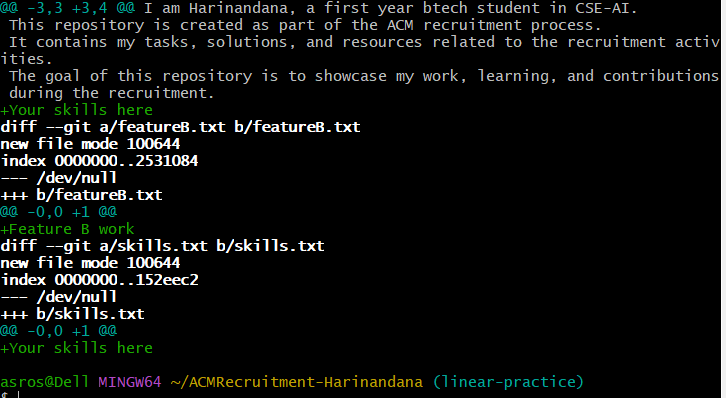 @@ -3,3 +3,4 @@ I am Harinandana, a first year btech student in CSE-AI.
 This repository is created as part of the ACM recruitment process.
 It contains my tasks, solutions, and resources related to the recruitment activ
ities.
 The goal of this repository is to showcase my work, learning, and contributions
 during the recruitment.
+Your skills here
diff --git a/featureB.txt b/featureB.txt
new file mode 100644
index 0000000..2531084
--- /dev/null
+++ b/featureB.txt
@@ -0,0 +1 @@
+Feature B work
diff --git a/skills.txt b/skills.txt
new file mode 100644
index 0000000..152eec2
--- /dev/null
+++ b/skills.txt
@@ -0,0 +1 @@
+Your skills here
asros@Dell MINGW64 ~/ACMRecruitment-Harinandana (linear-practice)
$